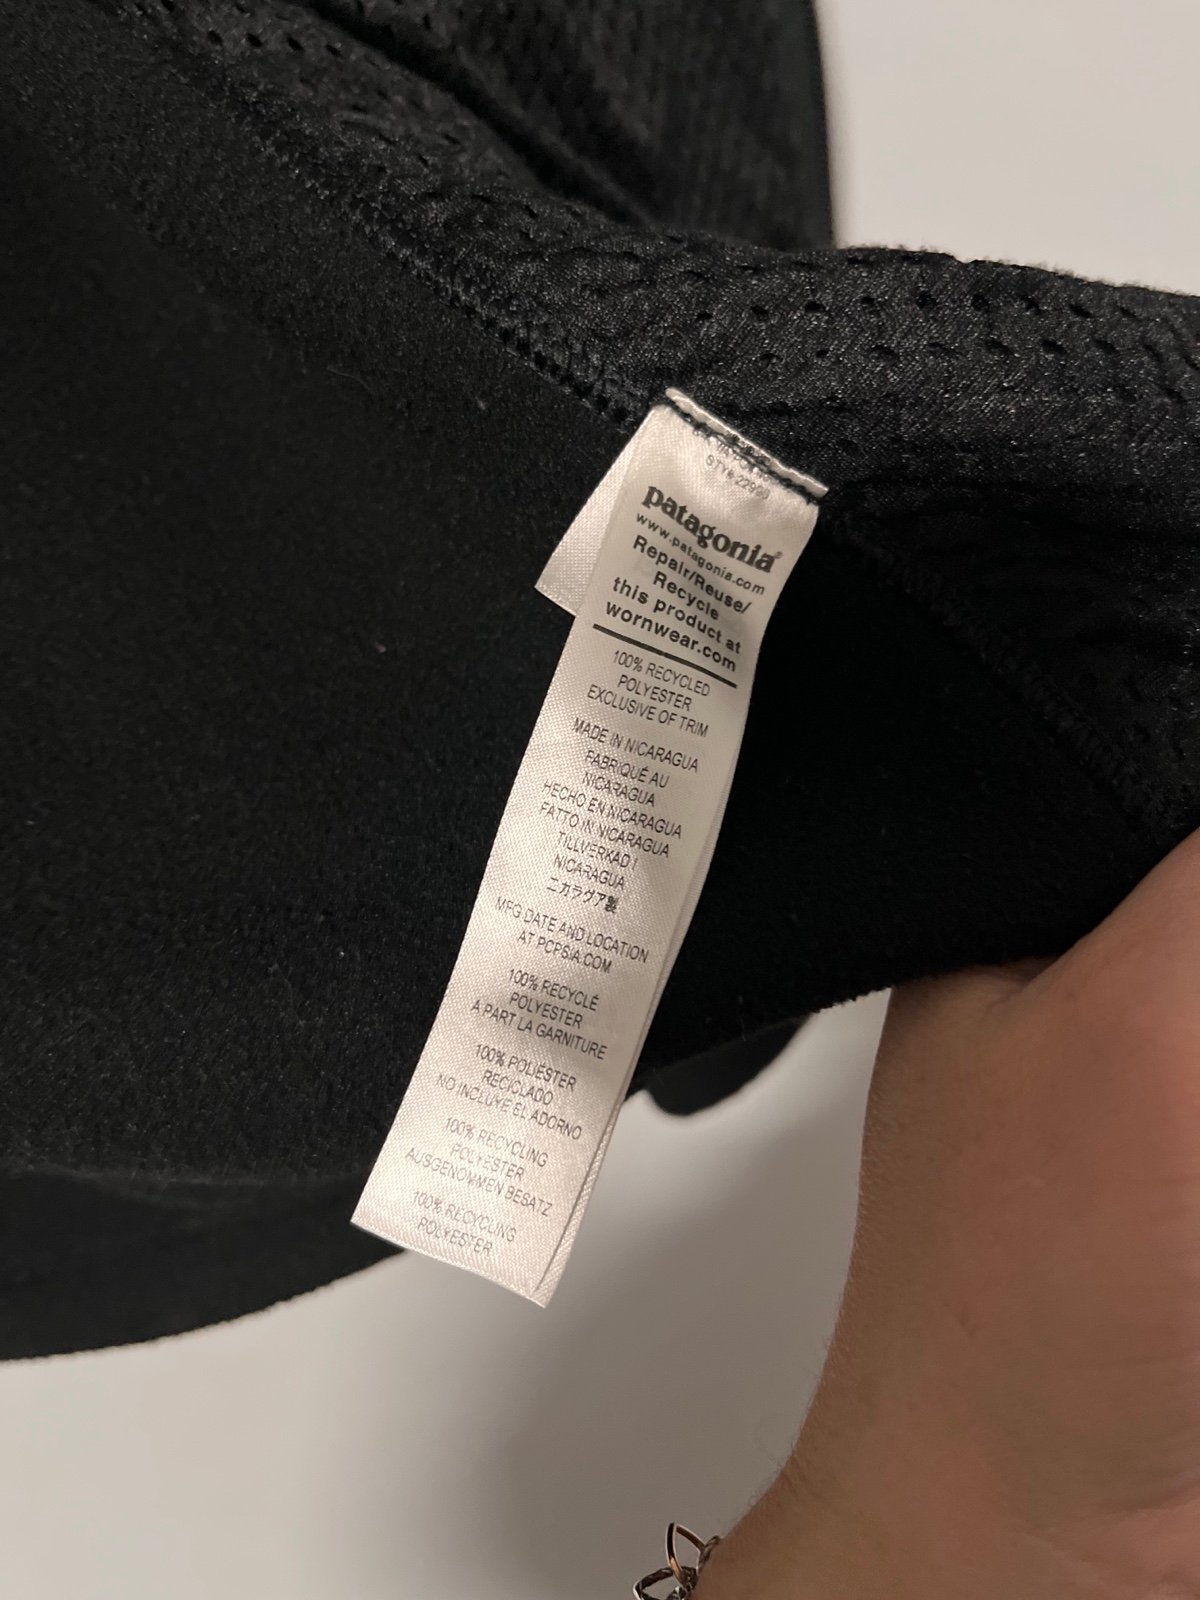 patagonia®
www.patagonia.com
Repair/Reuse/
Recycle
this product at
wornwear.com
100% RECYCLED
POLYESTER
EXCLUSIVE OF TRIM
MADE IN NICARAGUA
FABRIQUÉ AU
NICARAGUA
HECHO EN NICARAGUA
FATTO IN NICARAGUA
TILLVERKAD I
NICARAGUA
ニカラグア製
MFG DATE AND LOCATION
AT PCPSIA.COM
100% RECYCLÉ
POLYESTER
A PART LA GARNITURE
100% POLIÉSTER
RECICLADO
NO INCLUYE EL ADORNO
100% RECYCLING
POLYESTER
AUSGENOMMEN BESATZ
100% RECYCLING
POLYESTER